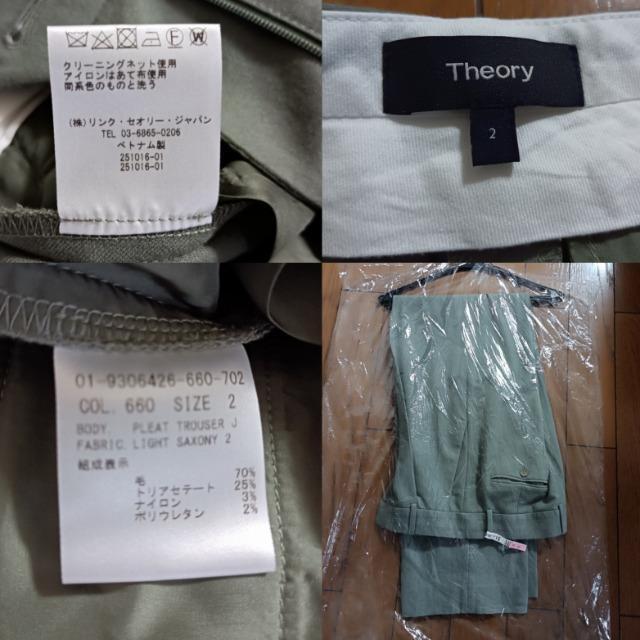 クリーニングネット使用
アイロンはあて布使用
同系色のものと洗う
(株)リンク・セオリー・ジャパン
TEL 03-6865-0206
ベトナム製
251016-01
251016-01
Theory
2
01-9306426-660-702
COL. 660 SIZE 2
BODY. PLEAT TROUSER J
FABRIC. LIGHT SAXONY 2
組成表示
毛 70%
トリアセテート 25%
ナイロン 3%
ポリウレタン 2%